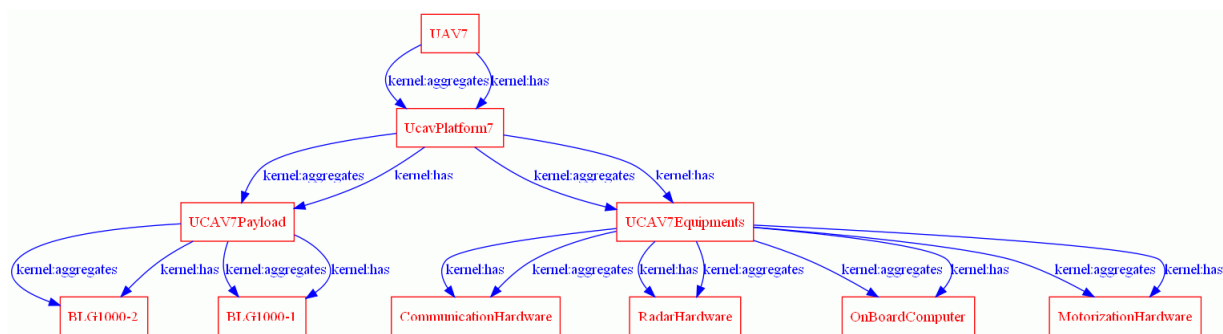 UAV7
kernel:aggregates kernel:has
UcavPlatform7
kernel:aggregates kernel:has kernel:aggregates kernel:has
UCAV7Payload UCAV7Equipments
kernel:aggregates kernel:has kernel:aggregates kernel:has kernel:has kernel:aggregates kernel:has kernel:aggregates kernel:aggregates kernel:has kernel:aggregates kernel:has
BLG1000-2 BLG1000-1 CommunicationHardware RadarHardware OnBoardComputer MotorizationHardware